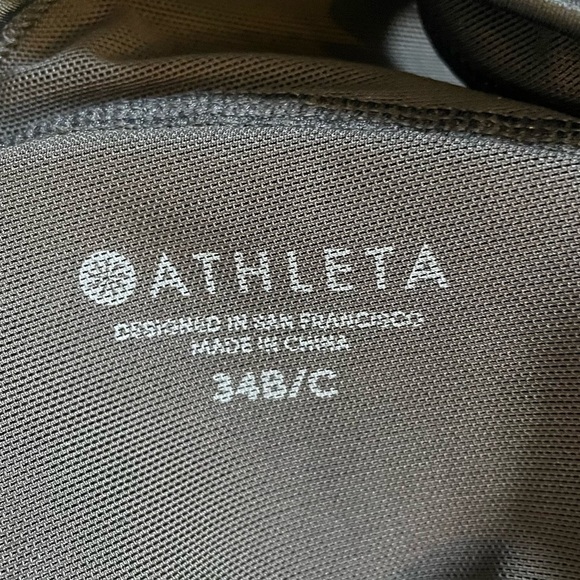 ATHLETA
DESIGNED IN SAN FRANCISCO
MADE IN CHINA
34B/C